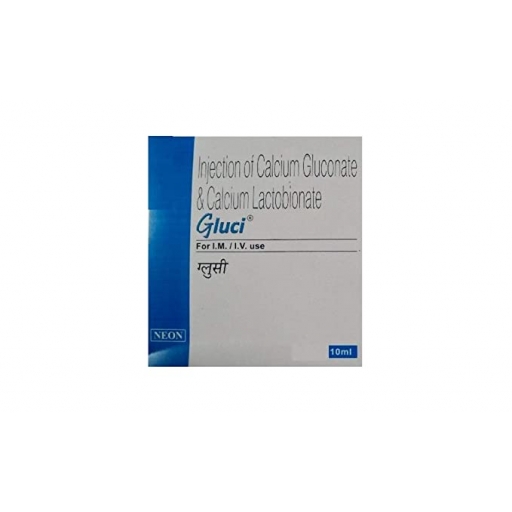 Injection of Calcium Gluconate
& Calcium Lactobionate
Gluci®
For I.M. / I.V. use
ग्लुसी
NEON
10ml